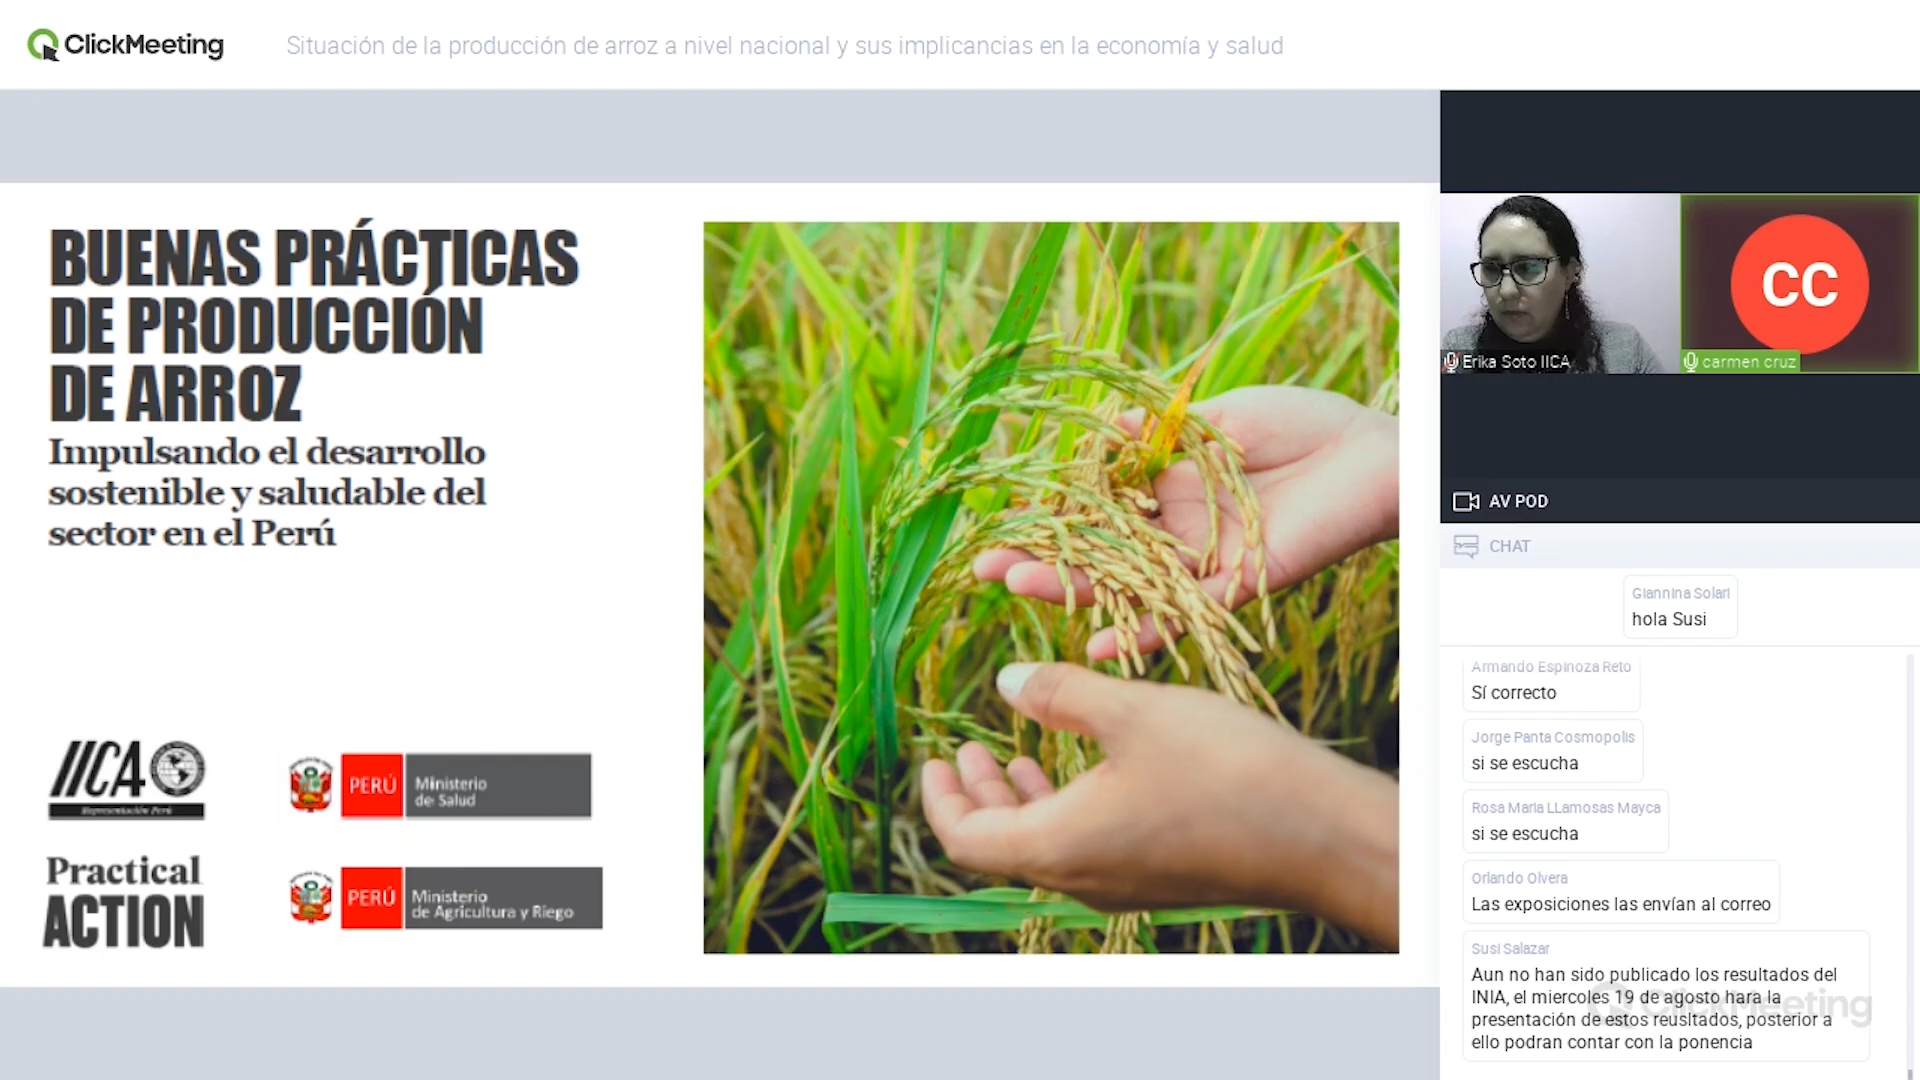 ClickMeeting
Situación de la producción de arroz a nivel nacional y sus implicancias en la economía y salud
BUENAS PRÁCTICAS
DE PRODUCCIÓN
DE ARROZ
Impulsando el desarrollo
sostenible y saludable del
sector en el Perú
IICA
Representación Perú
PERÚ
Ministerio
de Salud
Practical
ACTION
PERÚ
Ministerio
de Agricultura y Riego
CC
Erika Soto IICA
carmen cruz
AV POD
CHAT
Giannina Solari
hola Susi
Armando Espinoza Reto
Sí correcto
Jorge Panta Cosmopolis
si se escucha
Rosa Maria LLamosas Mayca
si se escucha
Orlando Olvera
Las exposiciones las envían al correo
Susi Salazar
Aun no han sido publicado los resultados del
INIA, el miercoles 19 de agosto hara la
presentación de estos reusltados, posterior a
ello podran contar con la ponencia
ClickMeeting